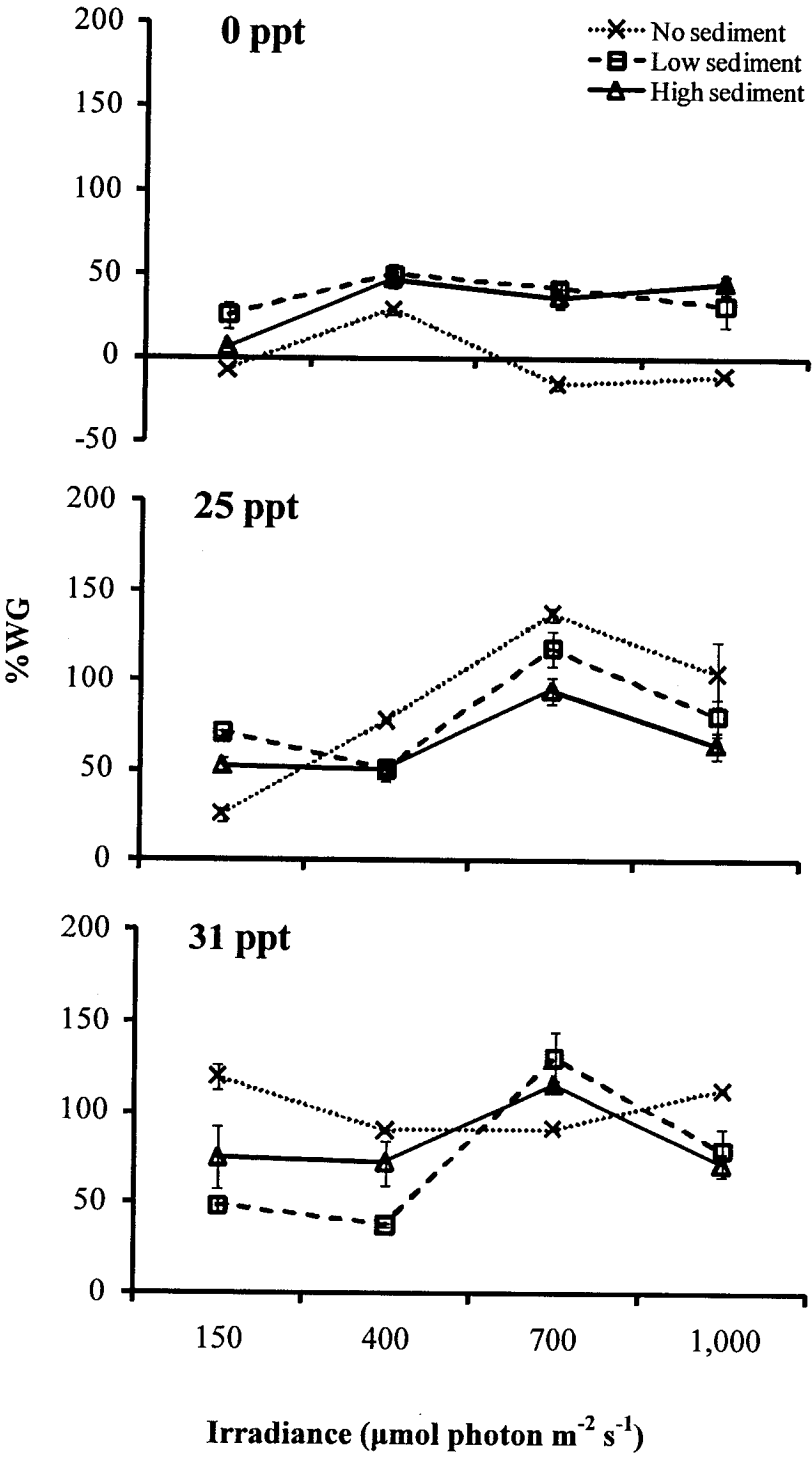 0 ppt
No sediment
Low sediment
High sediment
200
150
100
50
0
-50
25 ppt
200
150
100
50
0
%WG
31 ppt
200
150
100
50
0
150 400 700 1,000
Irradiance (µmol photon m⁻² s⁻¹)